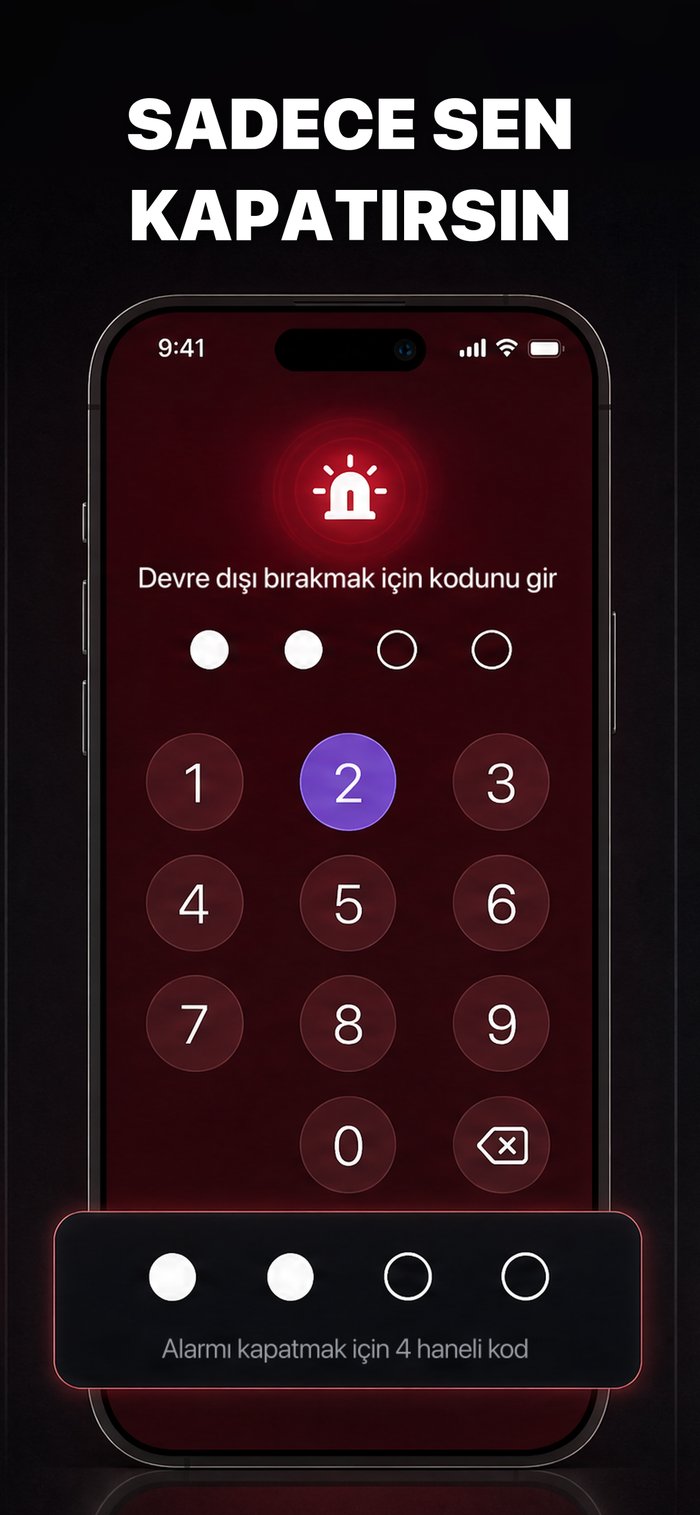 SADECE SEN
KAPATIRSIN
9:41
Devre dışı bırakmak için kodunu gir
1 2 3
4 5 6
7 8 9
0
Alarmı kapatmak için 4 haneli kod